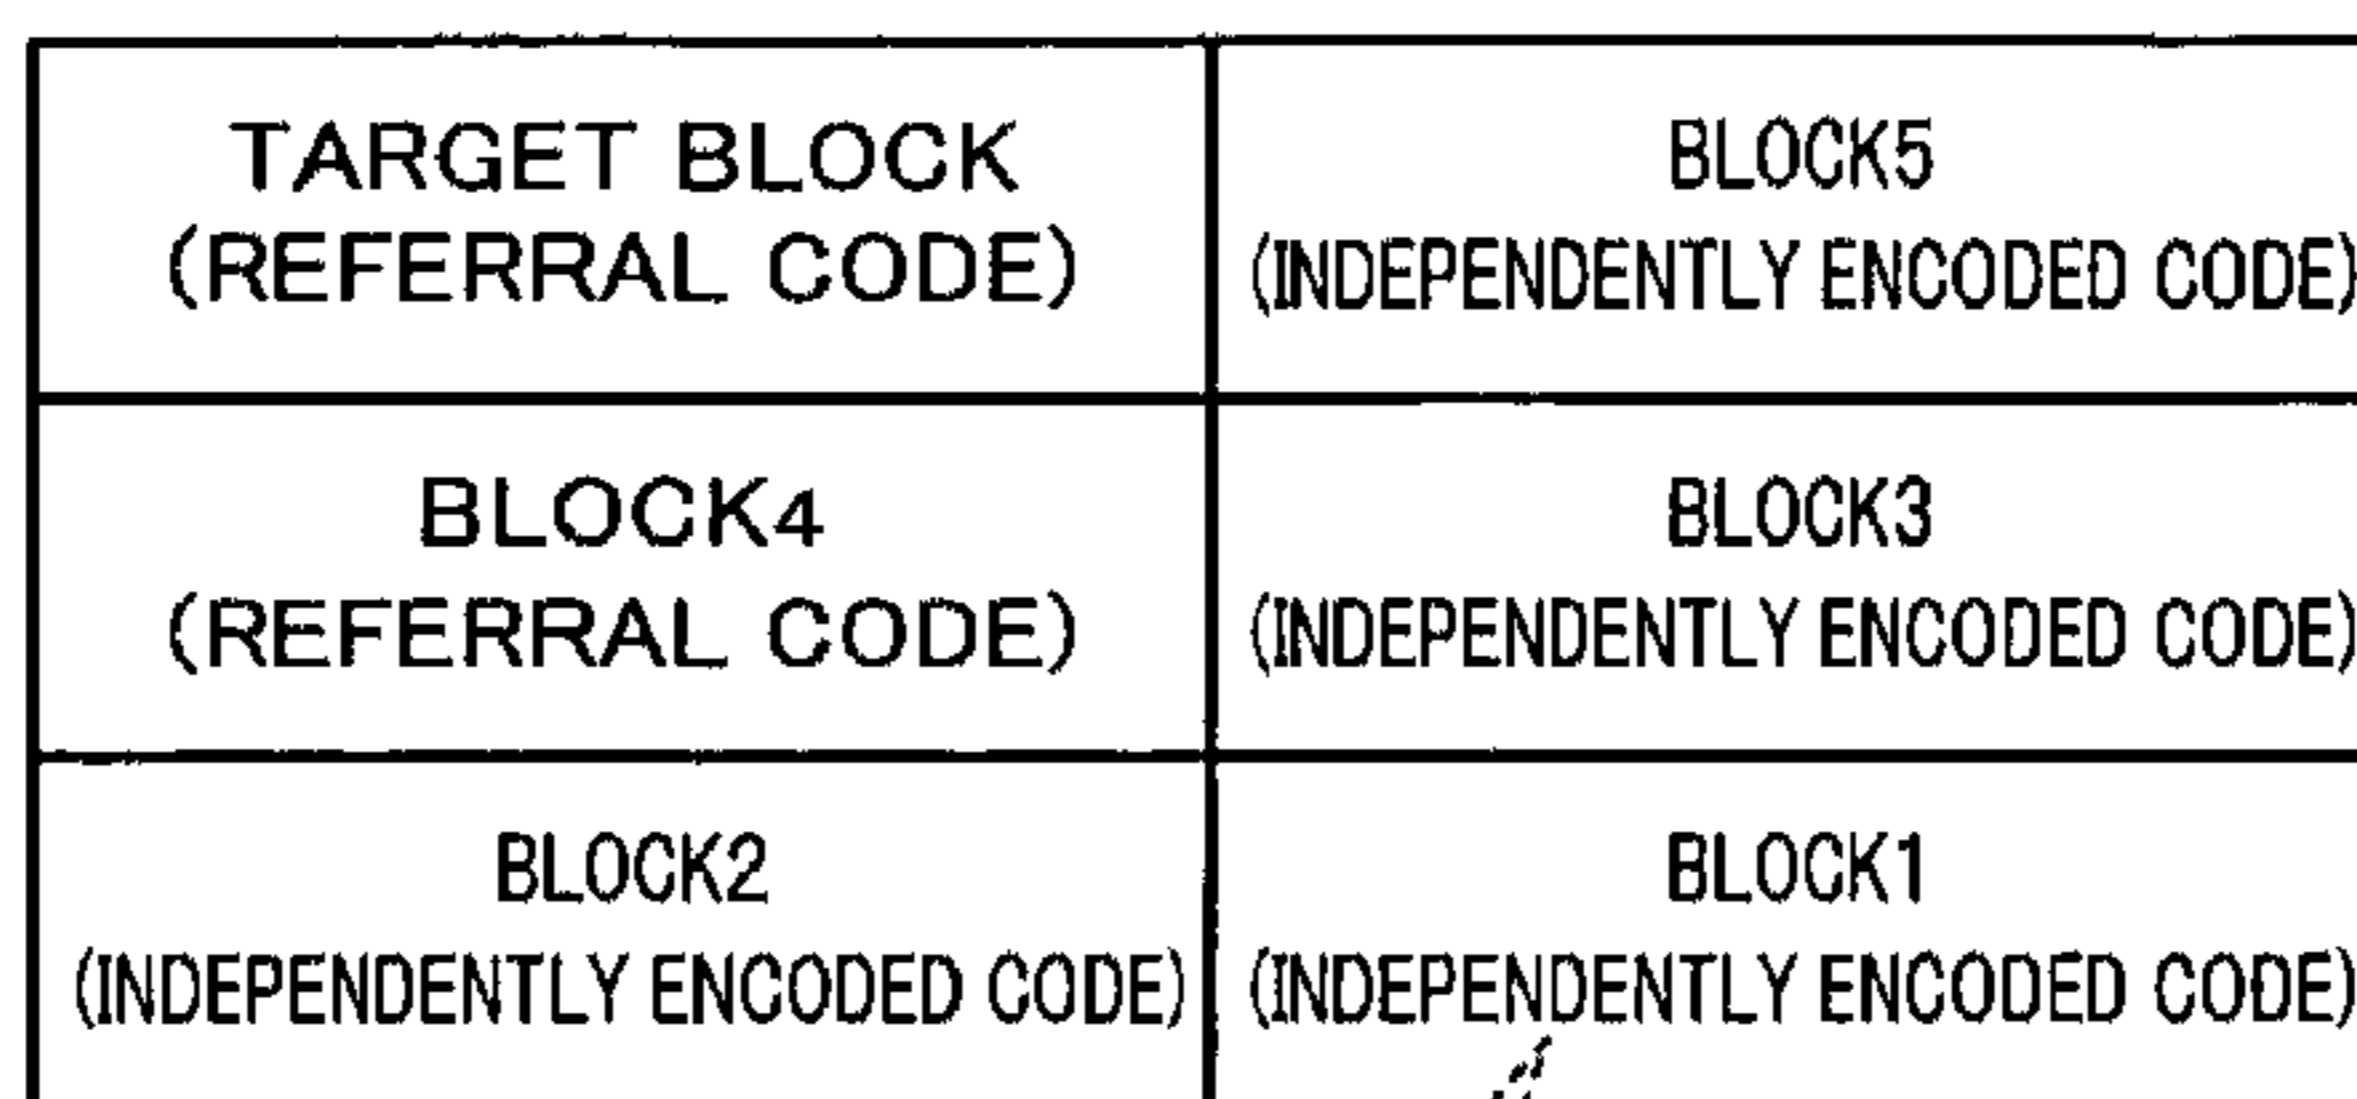 TARGET BLOCK
(REFERRAL CODE)
BLOCK5
(INDEPENDENTLY ENCODED CODE)
BLOCK4
(REFERRAL CODE)
BLOCK3
(INDEPENDENTLY ENCODED CODE)
BLOCK2
(INDEPENDENTLY ENCODED CODE)
BLOCK1
(INDEPENDENTLY ENCODED CODE)